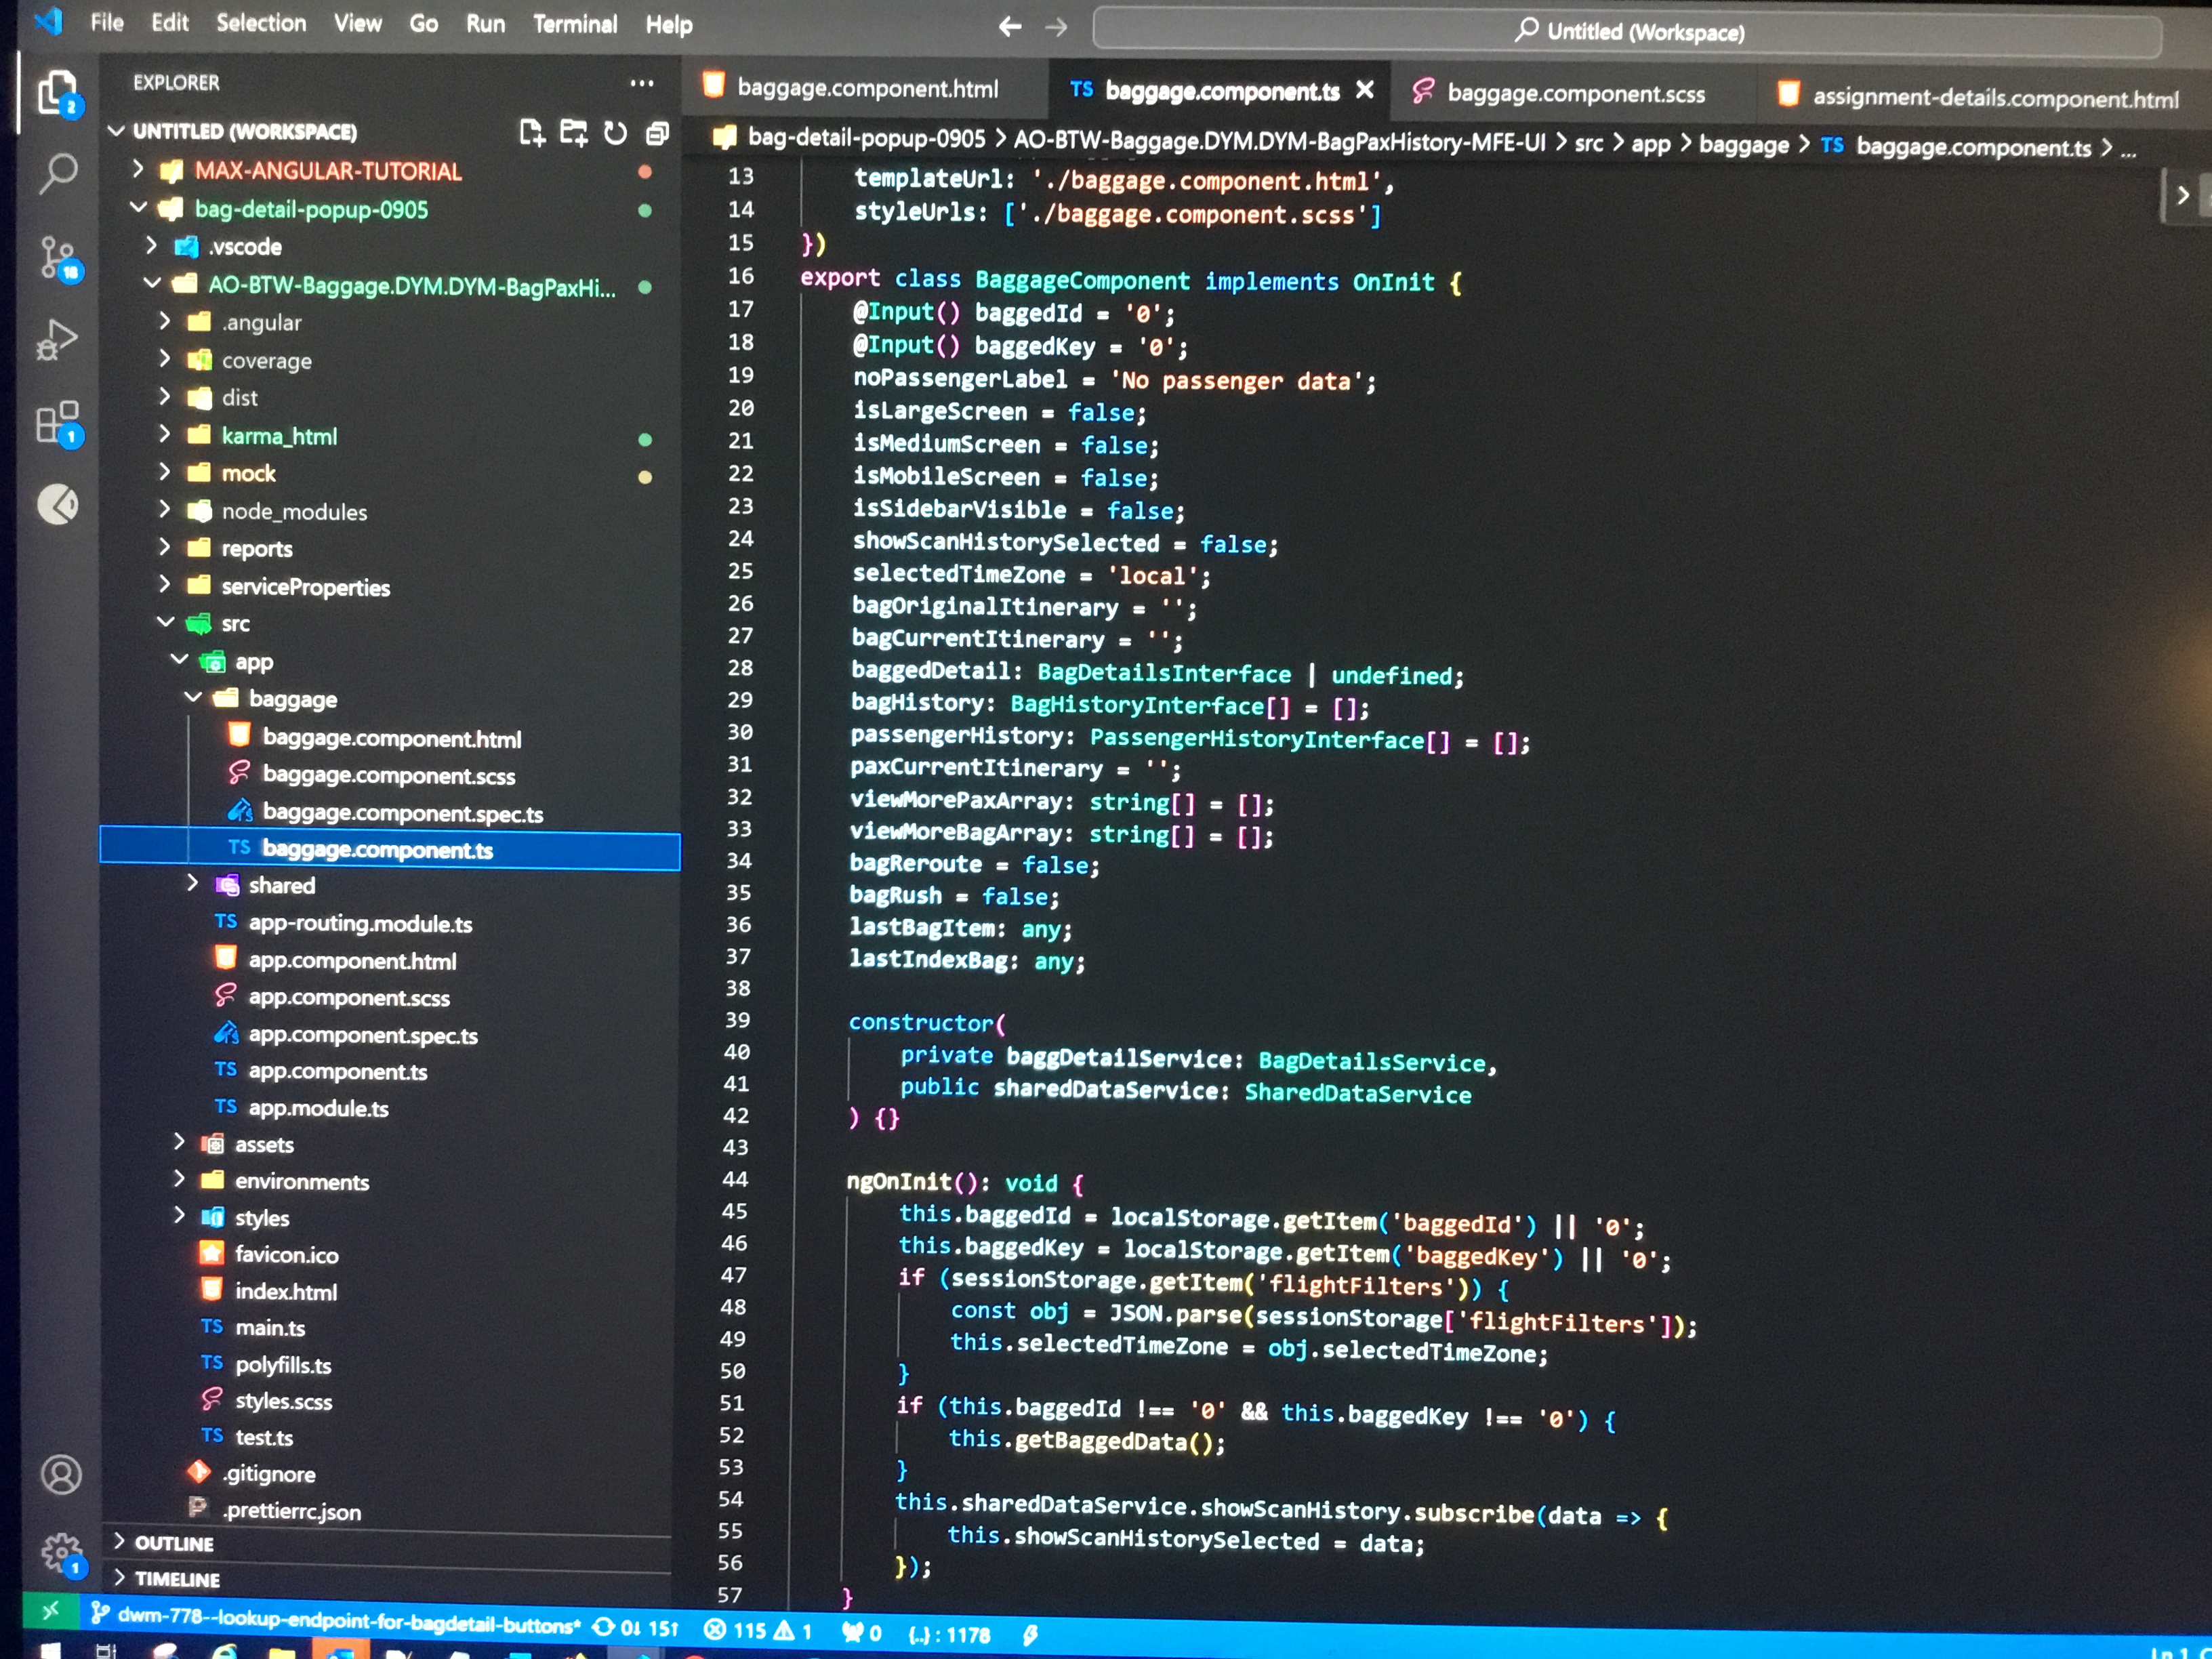 File Edit Selection View Go Run Terminal Help
Untitled (Workspace)
EXPLORER
UNTITLED (WORKSPACE)
MAX-ANGULAR-TUTORIAL
bag-detail-popup-0905
.vscode
AO-BTW-Baggage.DYM.DYM-BagPaxHi...
.angular
coverage
dist
karma_html
mock
node_modules
reports
serviceProperties
src
app
baggage
baggage.component.html
baggage.component.scss
baggage.component.spec.ts
TS baggage.component.ts
shared
TS app-routing.module.ts
app.component.html
app.component.scss
app.component.spec.ts
TS app.component.ts
TS app.module.ts
assets
environments
styles
favicon.ico
index.html
TS main.ts
TS polyfills.ts
styles.scss
TS test.ts
.gitignore
.prettierrc.json
OUTLINE
TIMELINE
2
18
1
1
baggage.component.html TS baggage.component.ts baggage.component.scss assignment-details.component.html
bag-detail-popup-0905 > AO-BTW-Baggage.DYM.DYM-BagPaxHistory-MFE-UI > src > app > baggage > TS baggage.component.ts > ...
13 templateUrl: './baggage.component.html',
14 styleUrls: ['./baggage.component.scss']
15 })
16 export class BaggageComponent implements OnInit {
17 @Input() baggedId = '0';
18 @Input() baggedKey = '0';
19 noPassengerLabel = 'No passenger data';
20 isLargeScreen = false;
21 isMediumScreen = false;
22 isMobileScreen = false;
23 isSidebarVisible = false;
24 showScanHistorySelected = false;
25 selectedTimeZone = 'local';
26 bagOriginalItinerary = '';
27 bagCurrentItinerary = '';
28 baggedDetail: BagDetailsInterface | undefined;
29 bagHistory: BagHistoryInterface[] = [];
30 passengerHistory: PassengerHistoryInterface[] = [];
31 paxCurrentItinerary = '';
32 viewMorePaxArray: string[] = [];
33 viewMoreBagArray: string[] = [];
34 bagReroute = false;
35 bagRush = false;
36 lastBagItem: any;
37 lastIndexBag: any;
38
39 constructor(
40 private baggDetailService: BagDetailsService,
41 public sharedDataService: SharedDataService
42 ) {}
43
44 ngOnInit(): void {
45 this.baggedId = localStorage.getItem('baggedId') || '0';
46 this.baggedKey = localStorage.getItem('baggedKey') || '0';
47 if (sessionStorage.getItem('flightFilters')) {
48 const obj = JSON.parse(sessionStorage['flightFilters']);
49 this.selectedTimeZone = obj.selectedTimeZone;
50 }
51 if (this.baggedId !== '0' && this.baggedKey !== '0') {
52 this.getBaggedData();
53 }
54 this.sharedDataService.showScanHistory.subscribe(data => {
55 this.showScanHistorySelected = data;
56 });
57 }
dwm-778--lookup-endpoint-for-bagdetail-buttons* 0↓ 15↑ 115 1 0 {..} : 1178